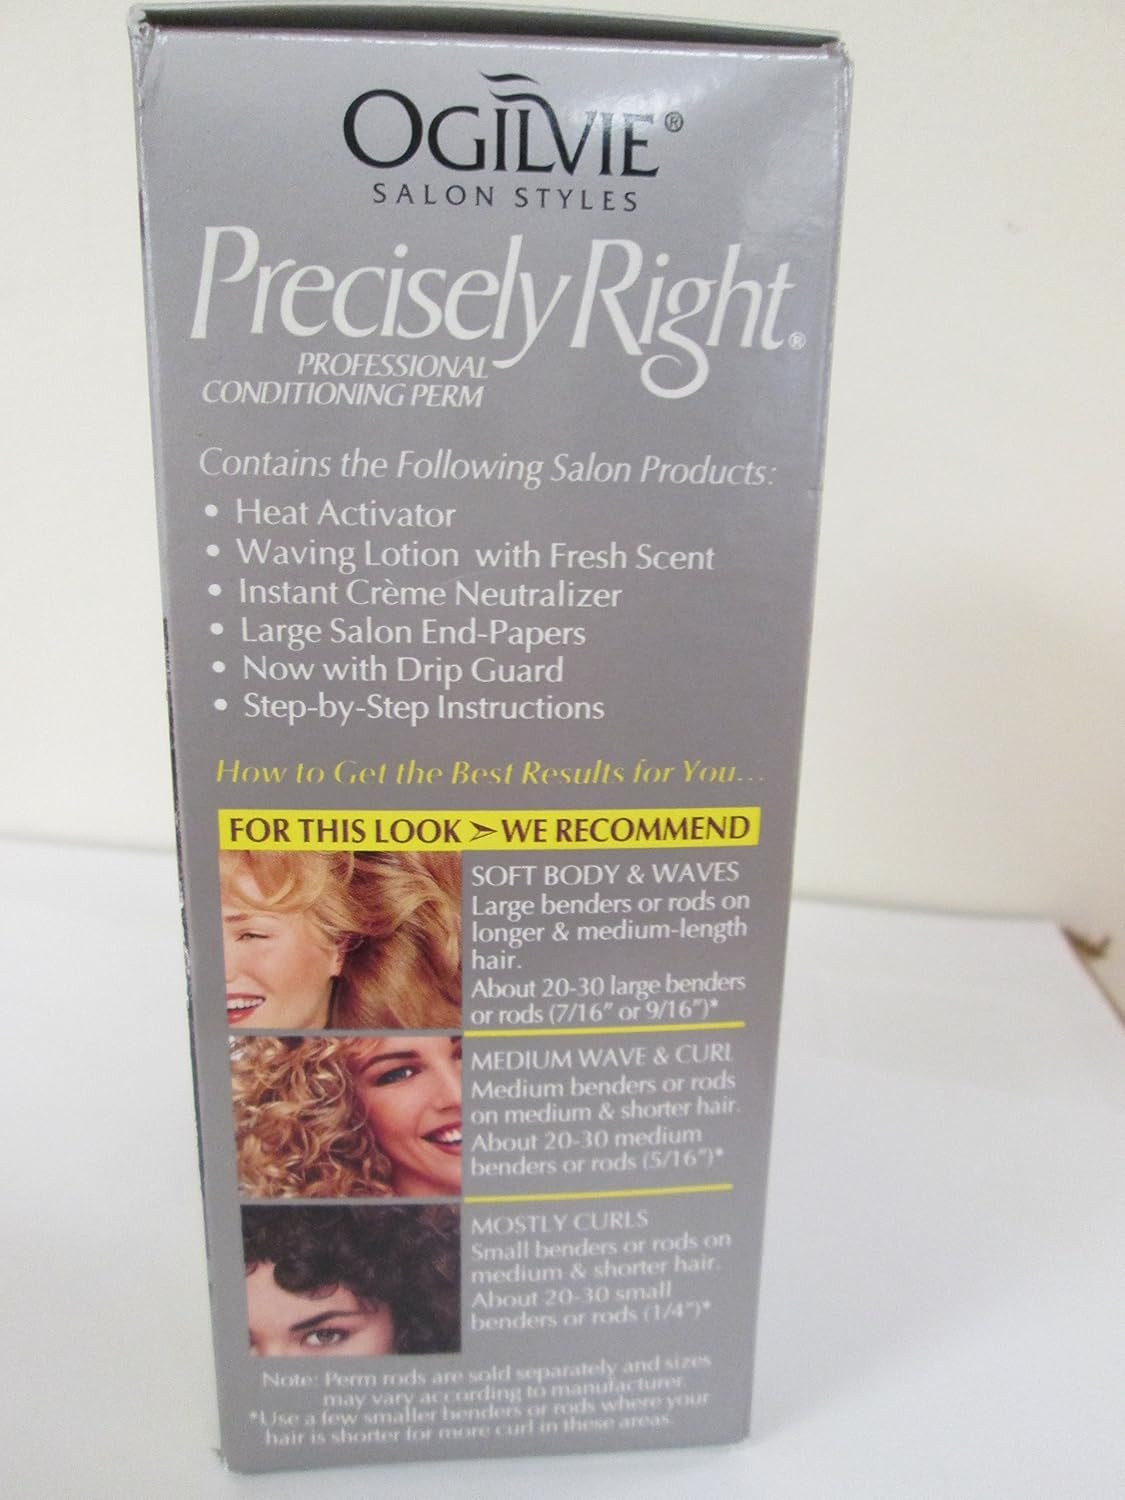 OGILVIE®
SALON STYLES
Precisely Right®
PROFESSIONAL
CONDITIONING PERM
Contains the Following Salon Products:
• Heat Activator
• Waving Lotion with Fresh Scent
• Instant Crème Neutralizer
• Large Salon End-Papers
• Now with Drip Guard
• Step-by-Step Instructions
How to Get the Best Results for You...
FOR THIS LOOK ➢ WE RECOMMEND
SOFT BODY & WAVES
Large benders or rods on
longer & medium-length
hair.
About 20-30 large benders
or rods (7/16" or 9/16")*
MEDIUM WAVE & CURL
Medium benders or rods
on medium & shorter hair.
About 20-30 medium
benders or rods (5/16")*
MOSTLY CURLS
Small benders or rods on
medium & shorter hair.
About 20-30 small
benders or rods (1/4")*
Note: Perm rods are sold separately and sizes
may vary according to manufacturer.
*Use a few smaller benders or rods where your
hair is shorter for more curl in these areas.